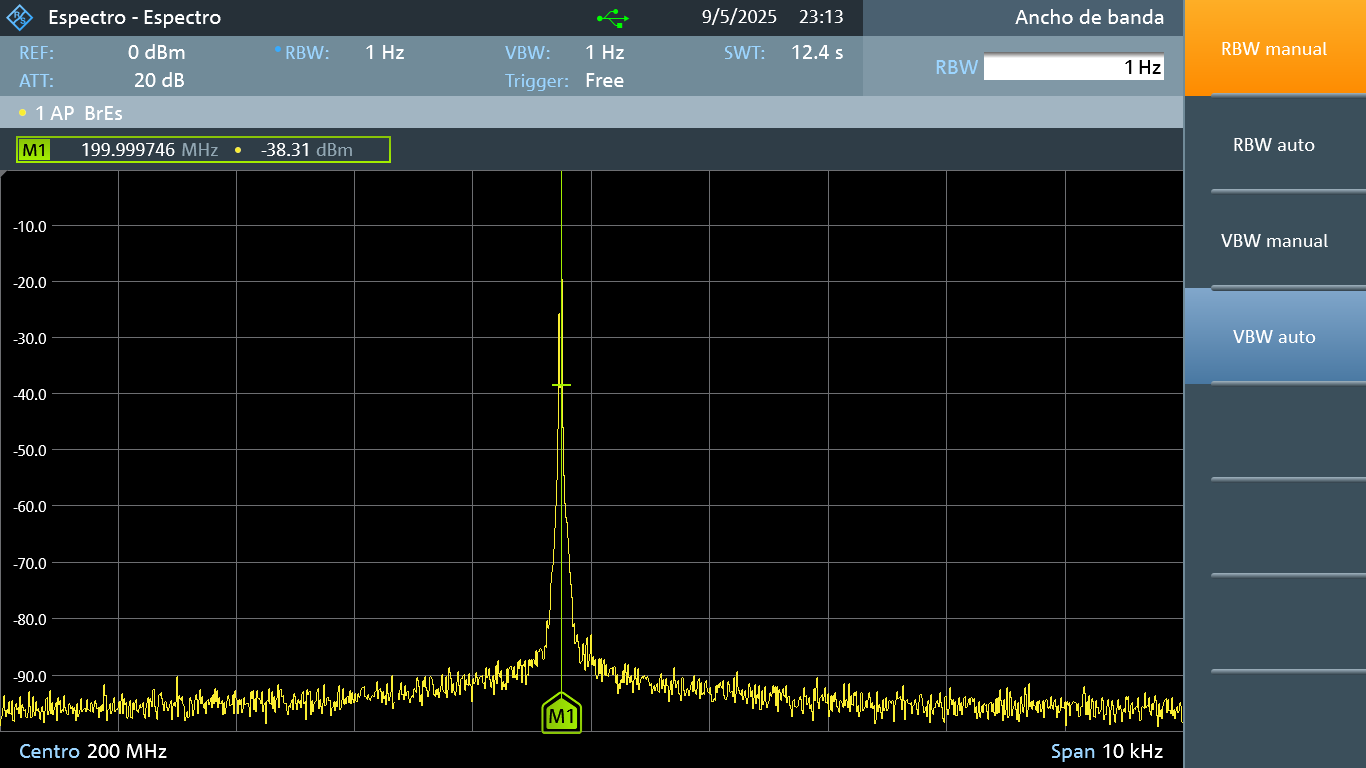 Espectro - Espectro 9/5/2025 23:13 Ancho de banda
REF: 0 dBm RBW: 1 Hz VBW: 1 Hz SWT: 12.4 s
ATT: 20 dB Trigger: Free
RBW 1 Hz
1 AP BrEs
M1 199.999746 MHz -38.31 dBm
-10.0
-20.0
-30.0
-40.0
-50.0
-60.0
-70.0
-80.0
-90.0
M1
Centro 200 MHz Span 10 kHz
RBW manual
RBW auto
VBW manual
VBW auto